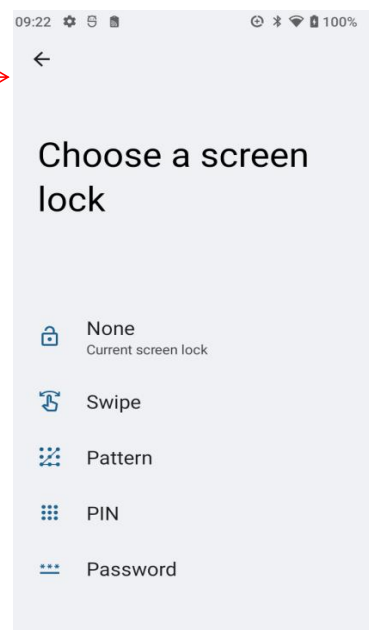 09:22 100%
Choose a screen
lock
None
Current screen lock
Swipe
Pattern
PIN
Password